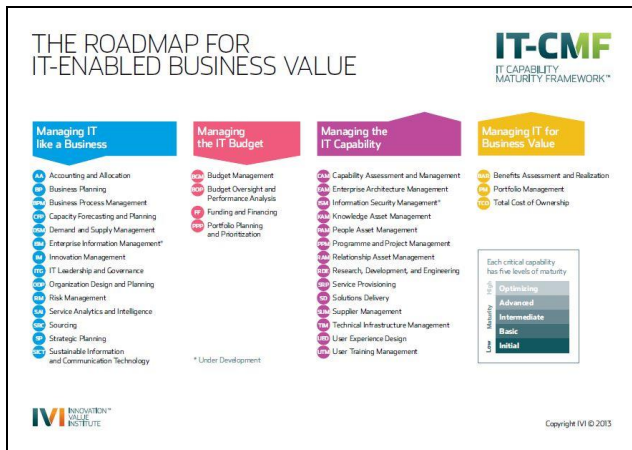 THE ROADMAP FOR
IT-ENABLED BUSINESS VALUE
IT-CMF
IT CAPABILITY
MATURITY FRAMEWORK™
Managing IT
like a Business
AA Accounting and Allocation
BP Business Planning
BPM Business Process Management
CFP Capacity Forecasting and Planning
DSM Demand and Supply Management
EIM Enterprise Information Management*
IM Innovation Management
ITG IT Leadership and Governance
ODP Organization Design and Planning
RM Risk Management
SAI Service Analytics and Intelligence
SRC Sourcing
SP Strategic Planning
SICT Sustainable Information
and Communication Technology
Managing
the IT Budget
BGM Budget Management
BOP Budget Oversight and
Performance Analysis
FF Funding and Financing
PPP Portfolio Planning
and Prioritization
* Under Development
Managing the
IT Capability
CAM Capability Assessment and Management
EAM Enterprise Architecture Management
ISM Information Security Management*
KAM Knowledge Asset Management
PAM People Asset Management
PPM Programme and Project Management
RAM Relationship Asset Management
RDE Research, Development, and Engineering
SRP Service Provisioning
SD Solutions Delivery
SUM Supplier Management
TIM Technical Infrastructure Management
UED User Experience Design
UTM User Training Management
Managing IT for
Business Value
BAR Benefits Assessment and Realization
PM Portfolio Management
TCO Total Cost of Ownership
Each critical capability
has five levels of maturity
High
Maturity
Low
Optimizing
Advanced
Intermediate
Basic
Initial
IVI INNOVATION™
VALUE
INSTITUTE
Copyright IVI © 2013